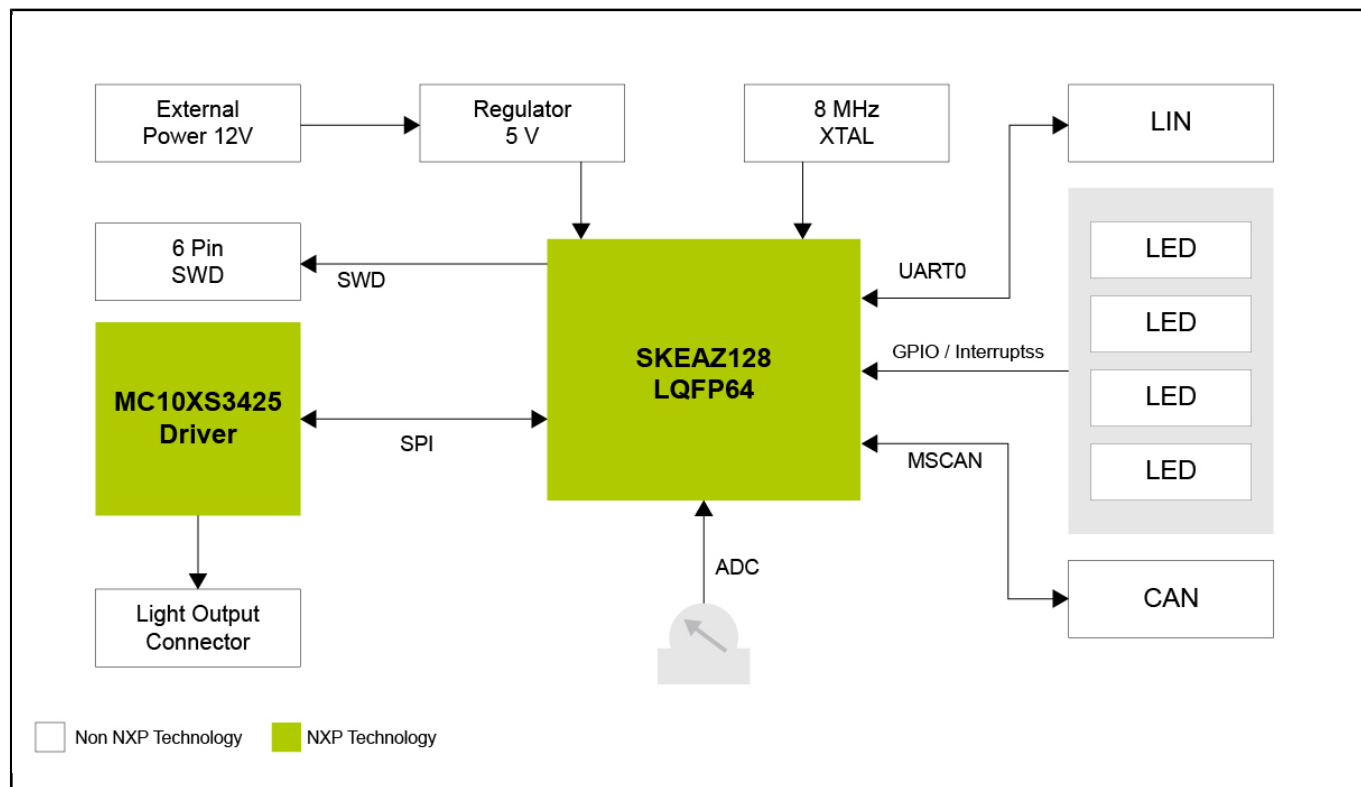 External
Power 12V
Regulator
5 V
8 MHz
XTAL
LIN
6 Pin
SWD
SWD
UART0
LED
LED
LED
LED
GPIO / Interruptss
SKEAZ128
LQFP64
MC10XS3425
Driver
SPI
MSCAN
ADC
Light Output
Connector
CAN
Non NXP Technology
NXP Technology